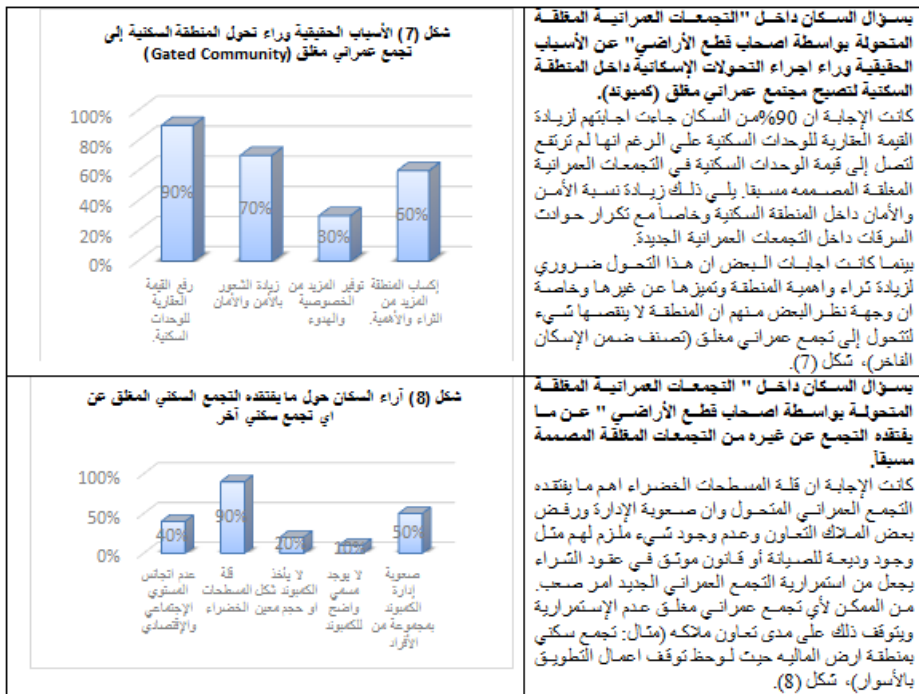 بسؤال السكان داخل "التجمعات العمرانية المغلقة
المتحولة بواسطة اصحاب قطع الأراضي" عن الأسباب
الحقيقية وراء اجراء التحولات الإسكانية داخل المنطقة
السكنية لتصبح مجتمع عمراني مغلق (كمبوند).
كانت الإجابة ان 90%من السكان جاءت اجابتهم لزيادة
القيمة العقارية للوحدات السكنية علي الرغم انها لم ترتفع
لتصل إلى قيمة الوحدات السكنية في التجمعات العمرانية
المغلقة المصممه مسبقا. يلي ذلك زيادة نسبة الأمن
والأمان داخل المنطقة السكنية وخاصاً مع تكرار حوادث
السرقات داخل التجمعات العمرانية الجديدة.
بينما كانت اجابات البعض ان هذا التحول ضروري
لزيادة ثراء واهمية المنطقة وتميزها عن غيرها وخاصة
ان وجهة نظر البعض منهم ان المنطقة لا ينقصها شيء
لتتحول إلى تجمع عمراني مغلق (تصنف ضمن الإسكان
الفاخر)، شكل (7).
شكل (7) الأسباب الحقيقية وراء تحول المنطقة السكنية إلى
تجمع عمراني مغلق (Gated Community)
100%
80%
60%
40%
20%
0%
90%
70%
30%
60%
رفع القيمة
العقارية
للوحدات
السكنية.
زيادة الشعور
بالأمن والأمان
توفير المزيد من
الخصوصية
والهدوء
إكساب المنطقة
المزيد من
الثراء والأهمية.
بسؤال السكان داخل " التجمعات العمرانية المغلقة
المتحولة بواسطة اصحاب قطع الأراضي " عن ما
يفتقده التجمع عن غيره من التجمعات المغلقة المصممة
مسبقاً.
كانت الإجابة ان قلة المسطحات الخضراء اهم ما يفتقده
التجمع العمراني المتحول وان صعوبة الإدارة ورفض
بعض الملاك التعاون وعدم وجود شيء ملزم لهم مثل
وجود وديعة للصيانة أو قانون موثق في عقود الشراء
يجعل من استمرارية التجمع العمراني الجديد امر صعب.
من الممكن لأي تجمع عمراني مغلق عدم الإستمرارية
ويتوقف ذلك على مدى تعاون ملاكه (مثال: تجمع سكني
بمنطقة ارض الماليه حيث لوحظ توقف اعمال التطويق
بالأسوار)، شكل (8).
شكل (8) آراء السكان حول ما يفتقده التجمع السكني المغلق عن
اي تجمع سكني آخر
100%
50%
0%
40%
90%
20%
10%
50%
عدم اتجانس
المستوي
الإجتماعي
والإقتصادي
قلة
المسطحات
الخضراء
لا يأخذ
الكمبوند شكل
او حجم معين
لا يوجد
مسمي
واضح
للكمبوند
صعوبة
إدارة
الكمبوند
بمجموعة من
الأفراد